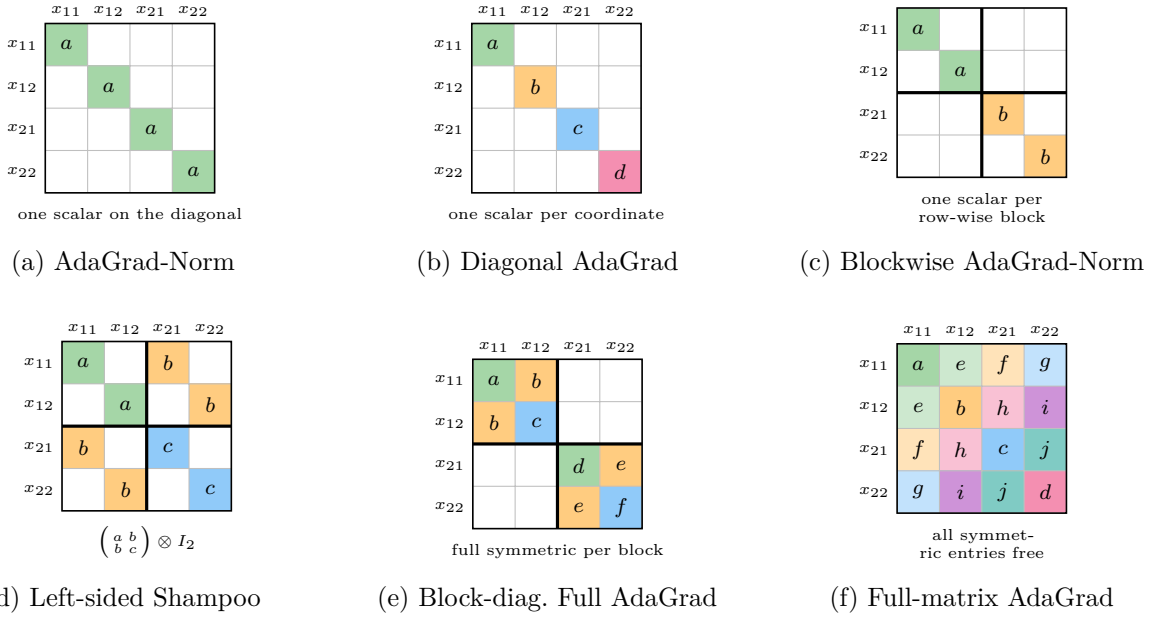 x11 x12 x21 x22
x11 a
x12 a
x21 a
x22 a
one scalar on the diagonal
(a) AdaGrad-Norm
x11 x12 x21 x22
x11 a
x12 b
x21 c
x22 d
one scalar per coordinate
(b) Diagonal AdaGrad
x11 a
x12 a
x21 b
x22 b
one scalar per
row-wise block
(c) Blockwise AdaGrad-Norm
x11 x12 x21 x22
x11 a b
x12 a b
x21 b c
x22 b c
( a b
b c ) ⊗ I2
d) Left-sided Shampoo
x21 x22
x11 x12
x11 a b
x12 b c
x21 d e
x22 e f
full symmetric per block
(e) Block-diag. Full AdaGrad
x11 x12 x21 x22
x11 a e f g
x12 e b h i
x21 f h c j
x22 g i j d
all symmet-
ric entries free
(f) Full-matrix AdaGrad